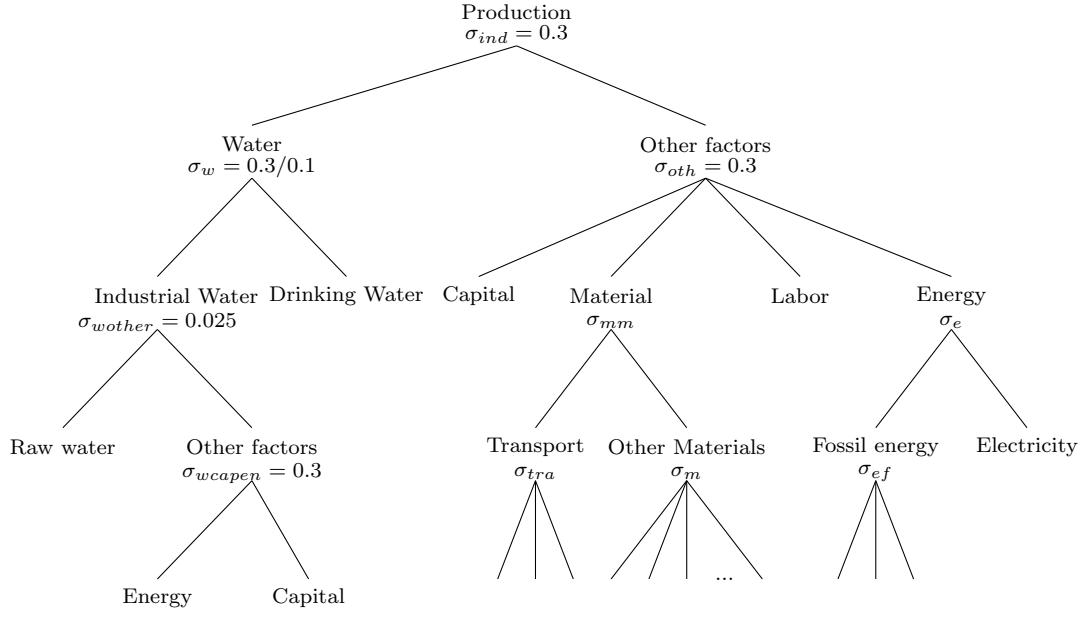 Production
σ_ind = 0.3
Water
σ_w = 0.3/0.1
Other factors
σ_oth = 0.3
Industrial Water
σ_wother = 0.025
Drinking Water
Capital
Material
σ_mm
Labor
Energy
σ_e
Raw water
Other factors
σ_wcapen = 0.3
Transport
σ_tra
Other Materials
σ_m
Fossil energy
σ_ef
Electricity
...
Energy
Capital